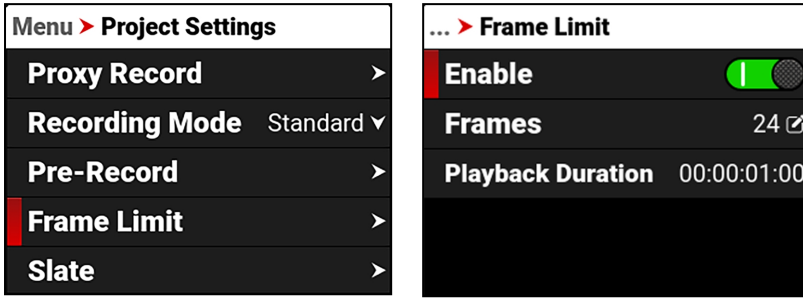 Menu > Project Settings
Proxy Record
Recording Mode Standard
Pre-Record
Frame Limit
Slate
... > Frame Limit
Enable
Frames 24
Playback Duration 00:00:01:00